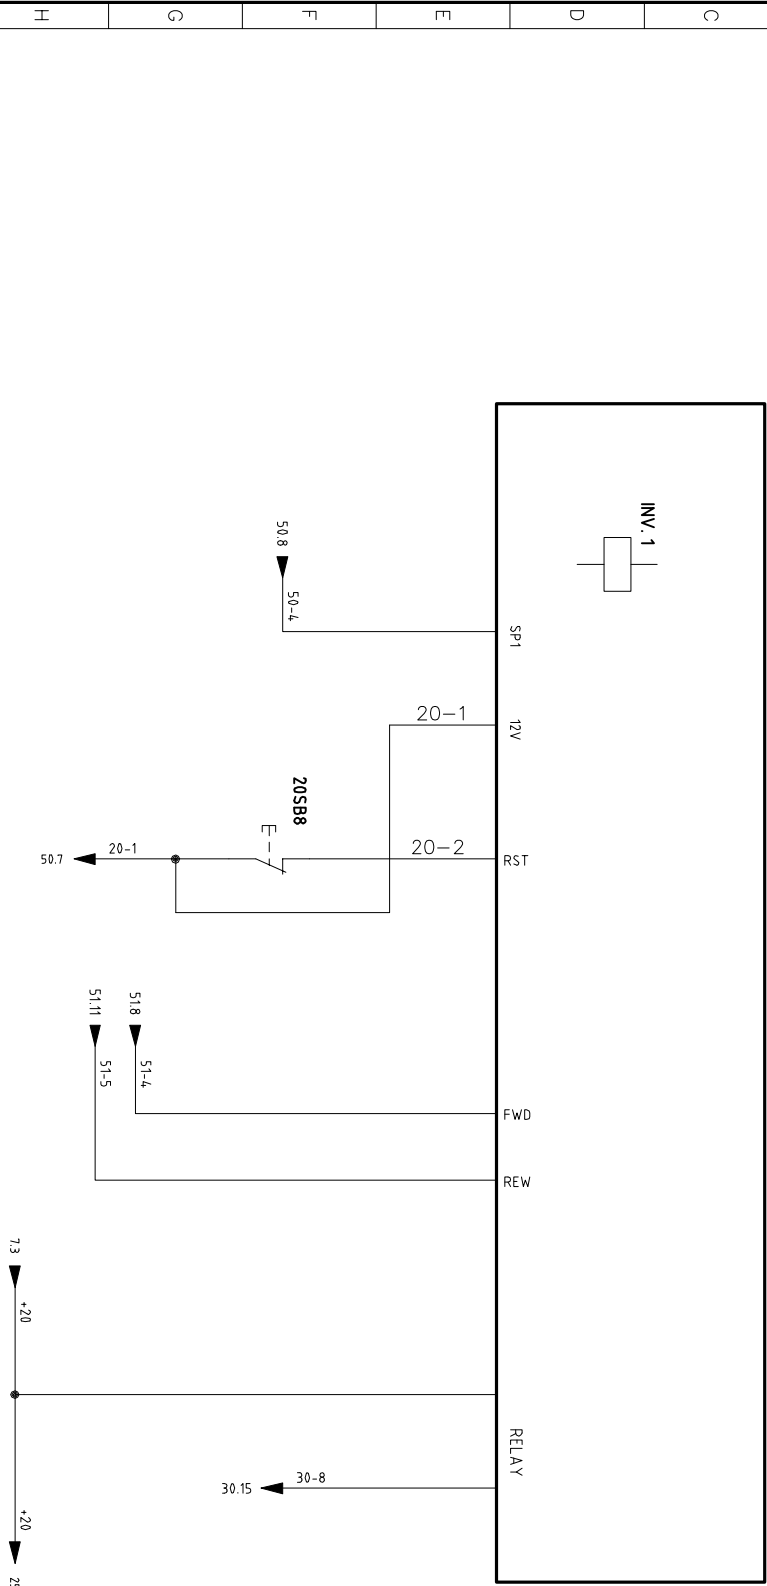 H
G
F
E
D
C
INV. 1
50.8
50-4
SP1
20-1
12V
20SB8
50.7
20-1
20-2
RST
51.11
51.8
51-5
51-4
FWD
REW
7.3
+20
RELAY
30.15
30-8
+20